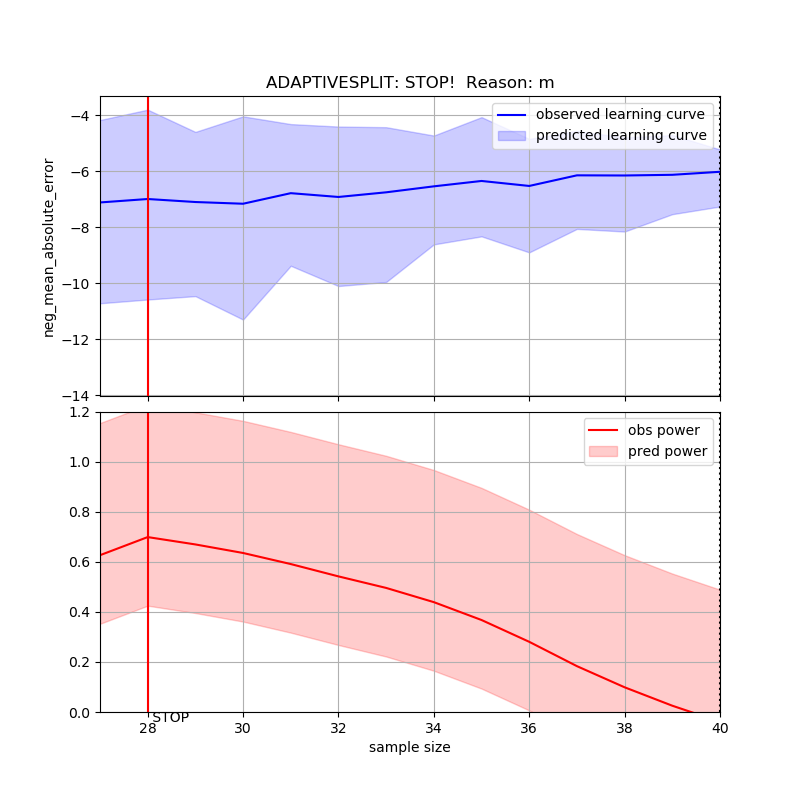 ADAPTIVESPLIT: STOP!  Reason: m
observed learning curve
predicted learning curve
neg_mean_absolute_error
−4
−6
−8
−10
−12
−14
obs power
pred power
1.2
1.0
0.8
0.6
0.4
0.2
0.0
STOP
28 30 32 34 36 38 40
sample size